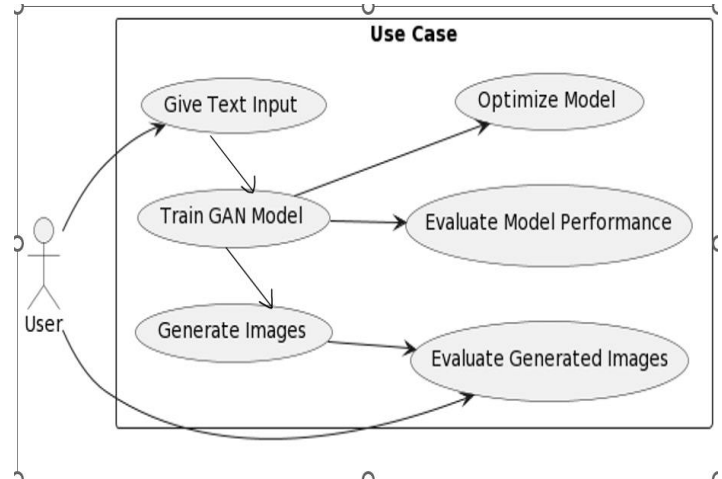 Use Case
Give Text Input
Optimize Model
Train GAN Model
Evaluate Model Performance
User
Generate Images
Evaluate Generated Images